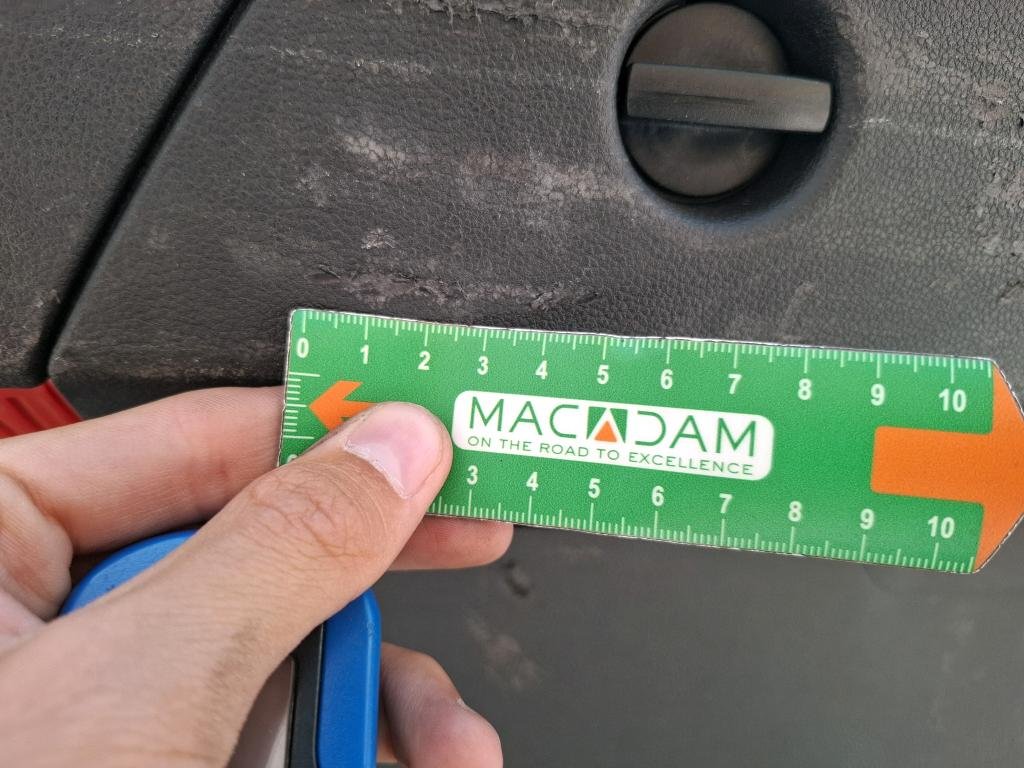 0 1 2 3 4 5 6 7 8 9 10
MACADAM
ON THE ROAD TO EXCELLENCE
3 4 5 6 7 8 9 10